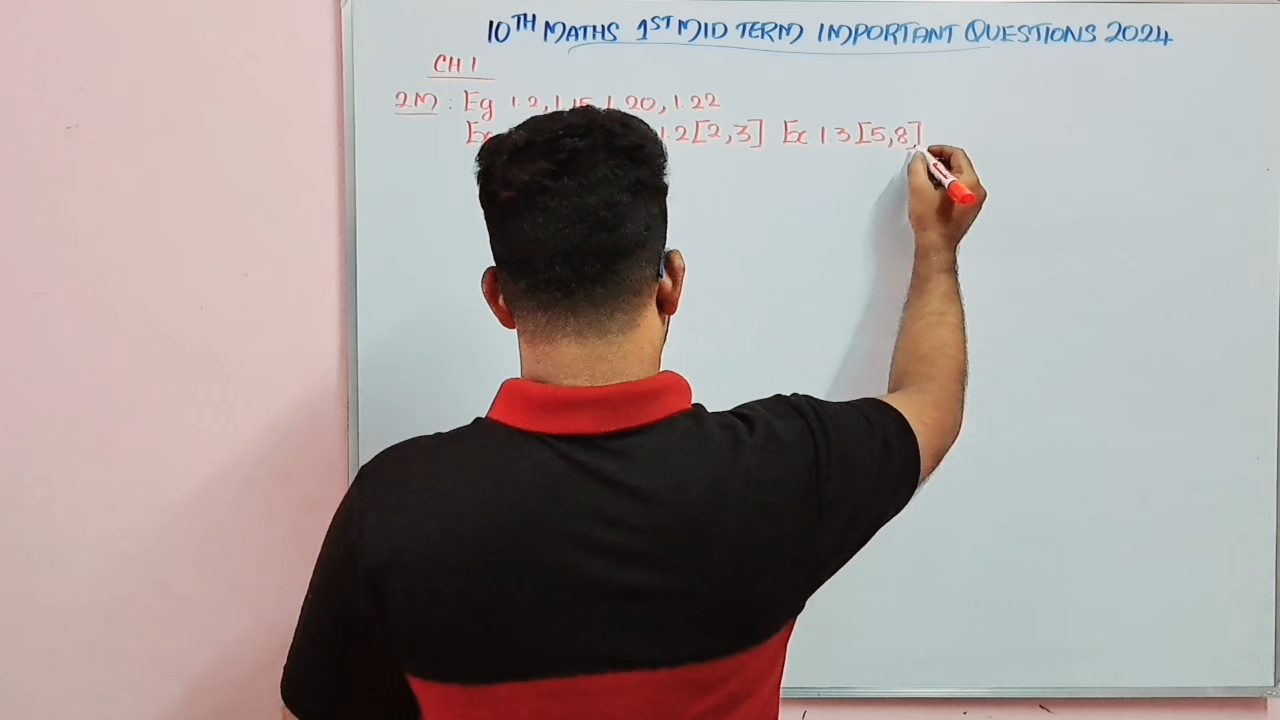 10TH MATHS 1ST MID TERM IMPORTANT QUESTIONS 2024
CH 1
2M : Eg 1.2, 1.15, 1.20, 1.22
1.2 [2,3] Ex 1.3 [5,8]